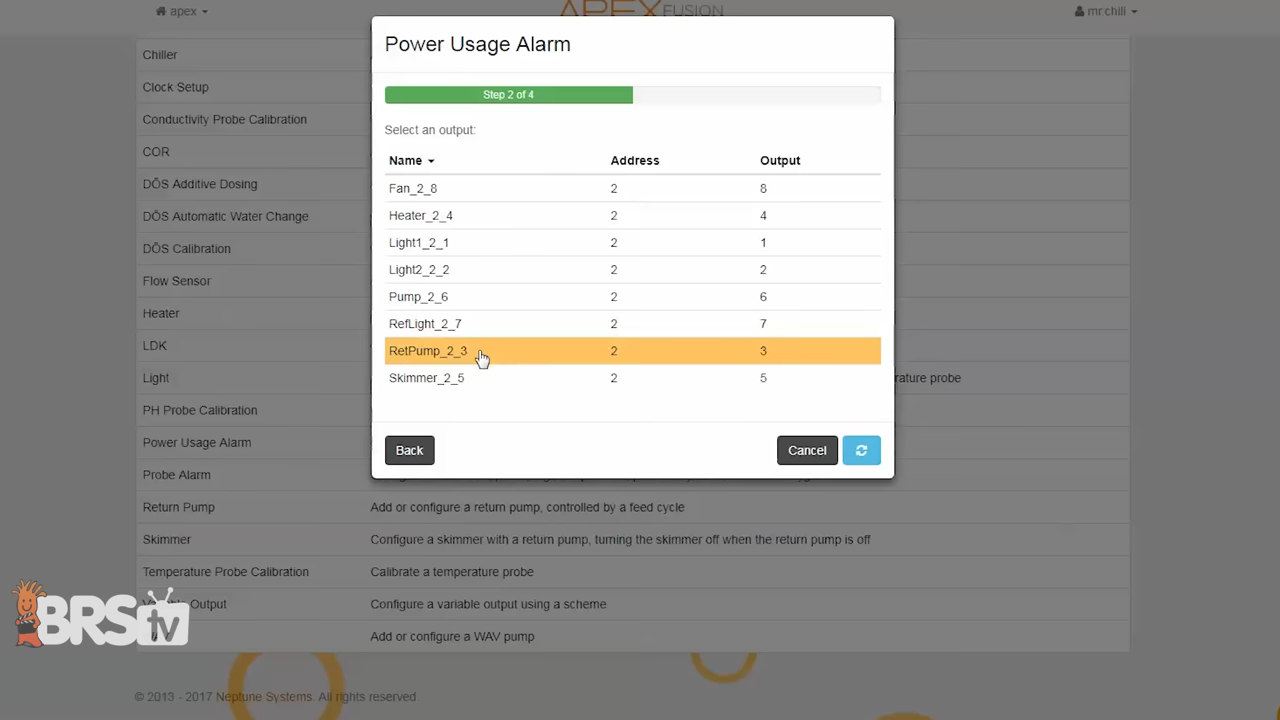 apex
APEX FUSION
mr.chili
Power Usage Alarm
Step 2 of 4
Select an output:
Name Address Output
Fan_2_8 2 8
Heater_2_4 2 4
Light1_2_1 2 1
Light2_2_2 2 2
Pump_2_6 2 6
RefLight_2_7 2 7
RetPump_2_3 2 3
Skimmer_2_5 2 5
Back Cancel
Chiller
Clock Setup
Conductivity Probe Calibration
COR
DŌS Additive Dosing
DŌS Automatic Water Change
DŌS Calibration
Flow Sensor
Heater
LDK
Light rature probe
PH Probe Calibration
Power Usage Alarm
Probe Alarm
Return Pump Add or configure a return pump, controlled by a feed cycle
Skimmer Configure a skimmer with a return pump, turning the skimmer off when the return pump is off
Temperature Probe Calibration Calibrate a temperature probe
Output Configure a variable output using a scheme
Add or configure a WAV pump
BRStv
© 2013 - 2017 Neptune Systems. All rights reserved